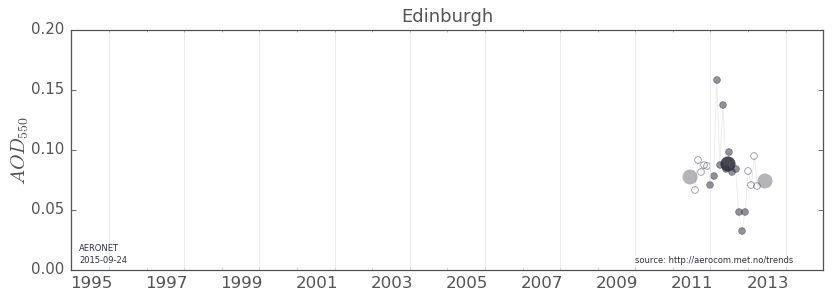 Edinburgh
0.20
0.15
0.10
0.05
0.00
AOD550
AERONET
2015-09-24
source: http://aerocom.met.no/trends
1995 1997 1999 2001 2003 2005 2007 2009 2011 2013